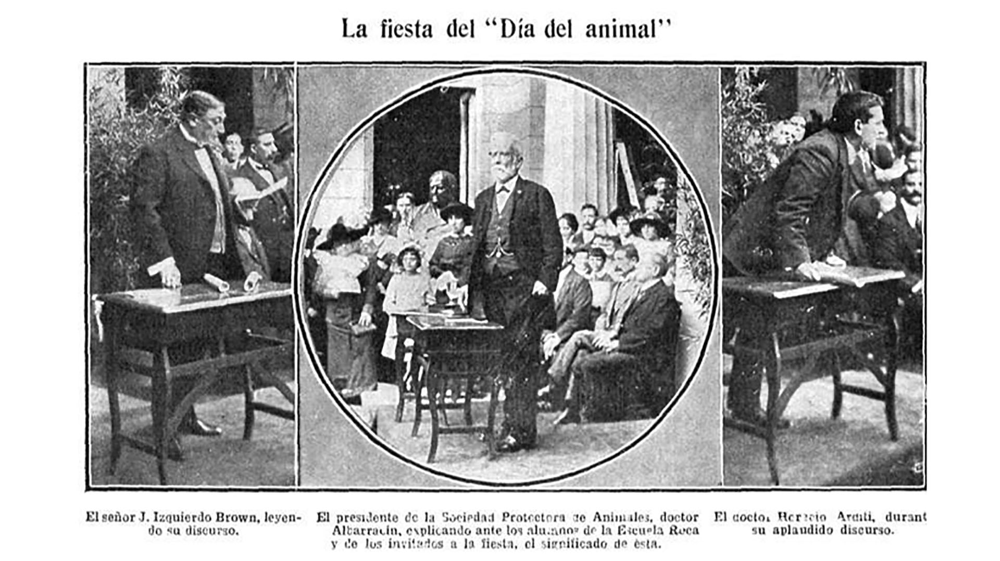 La fiesta del “Día del animal”
El señor J. Izquierdo Brown, leyen-
do su discurso.
El presidente de la Sociedad Protectora de Animales, doctor
Albarracín, explicando ante los alumnos de la Escuela Roca
y de los invitados a la fiesta, el significado de ésta.
El doctor durant
su aplaudido discurso.